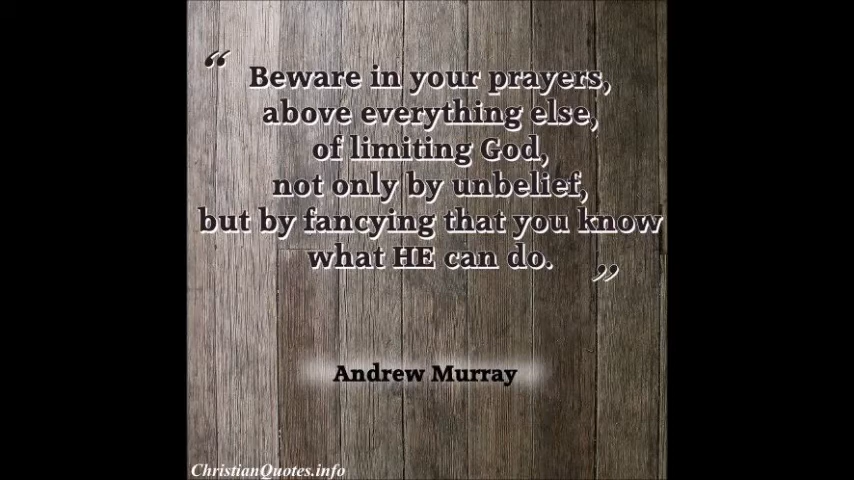 “ Beware in your prayers,
above everything else,
of limiting God,
not only by unbelief,
but by fancying that you know
what HE can do. ”
Andrew Murray
ChristianQuotes.info